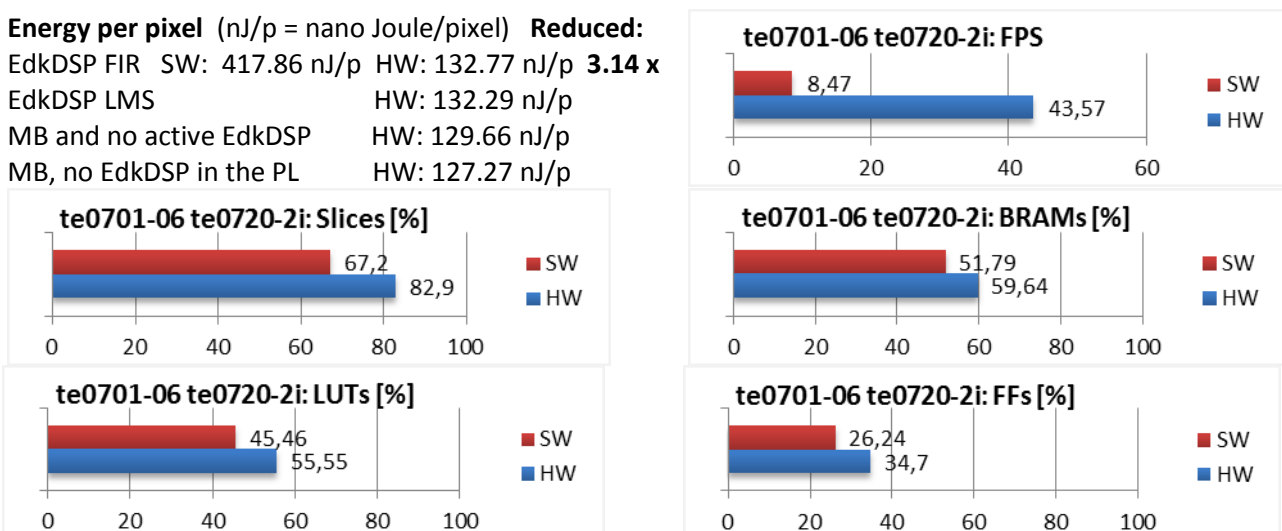 Energy per pixel (nJ/p = nano Joule/pixel) Reduced:
EdkDSP FIR SW: 417.86 nJ/p HW: 132.77 nJ/p 3.14 x
EdkDSP LMS HW: 132.29 nJ/p
MB and no active EdkDSP HW: 129.66 nJ/p
MB, no EdkDSP in the PL HW: 127.27 nJ/p
te0701-06 te0720-2i: FPS
8,47
43,57
SW
HW
0 20 40 60
te0701-06 te0720-2i: Slices [%]
67,2
82,9
SW
HW
0 20 40 60 80 100
te0701-06 te0720-2i: BRAMs [%]
51,79
59,64
SW
HW
0 20 40 60 80 100
te0701-06 te0720-2i: LUTs [%]
45,46
55,55
SW
HW
0 20 40 60 80 100
te0701-06 te0720-2i: FFs [%]
26,24
34,7
SW
HW
0 20 40 60 80 100